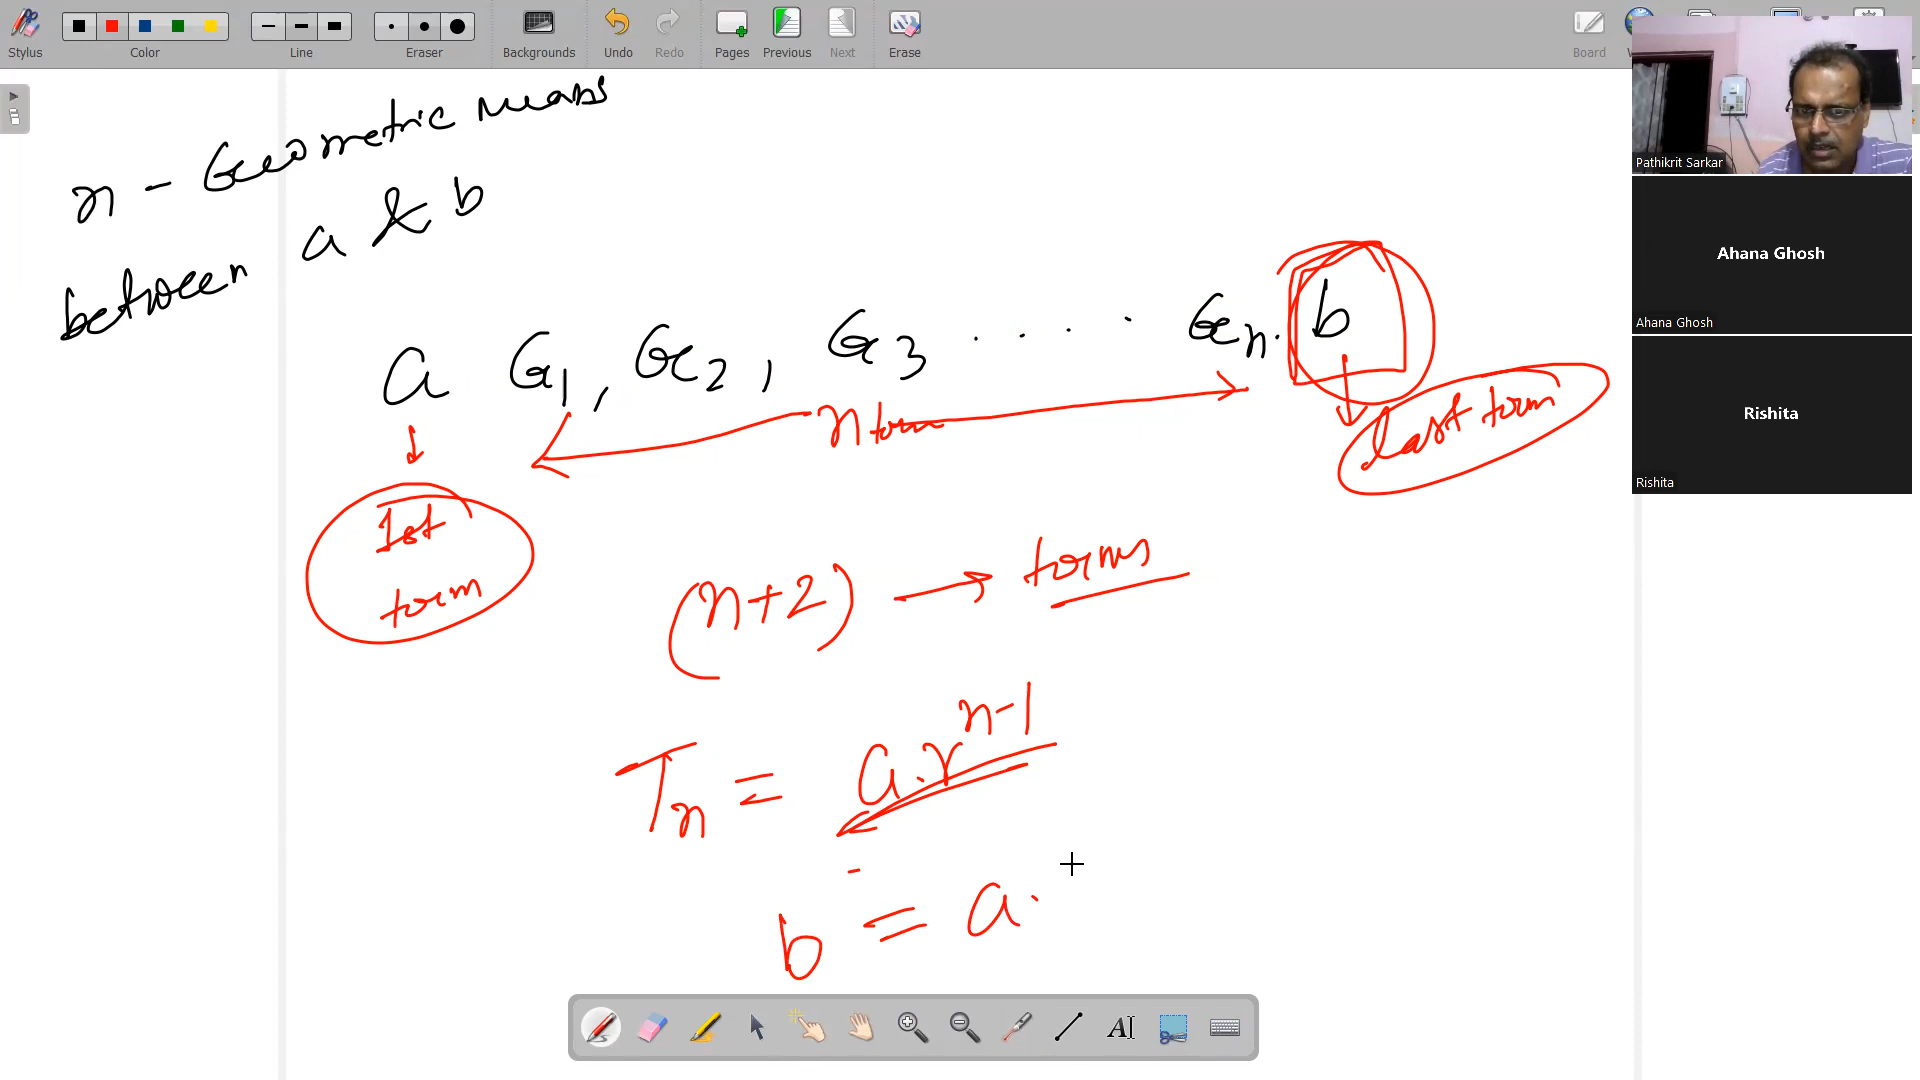 Stylus Color Line Eraser Backgrounds Undo Redo Pages Previous Next Erase Board
n - Geometric Means
between a & b
a G1, G2, G3 .... Gn. b
n term
1st
term
last term
(n+2) → terms
Tn = a.r^n-1
b = a.
Pathikrit Sarkar
Ahana Ghosh
Ahana Ghosh
Rishita
Rishita
AI